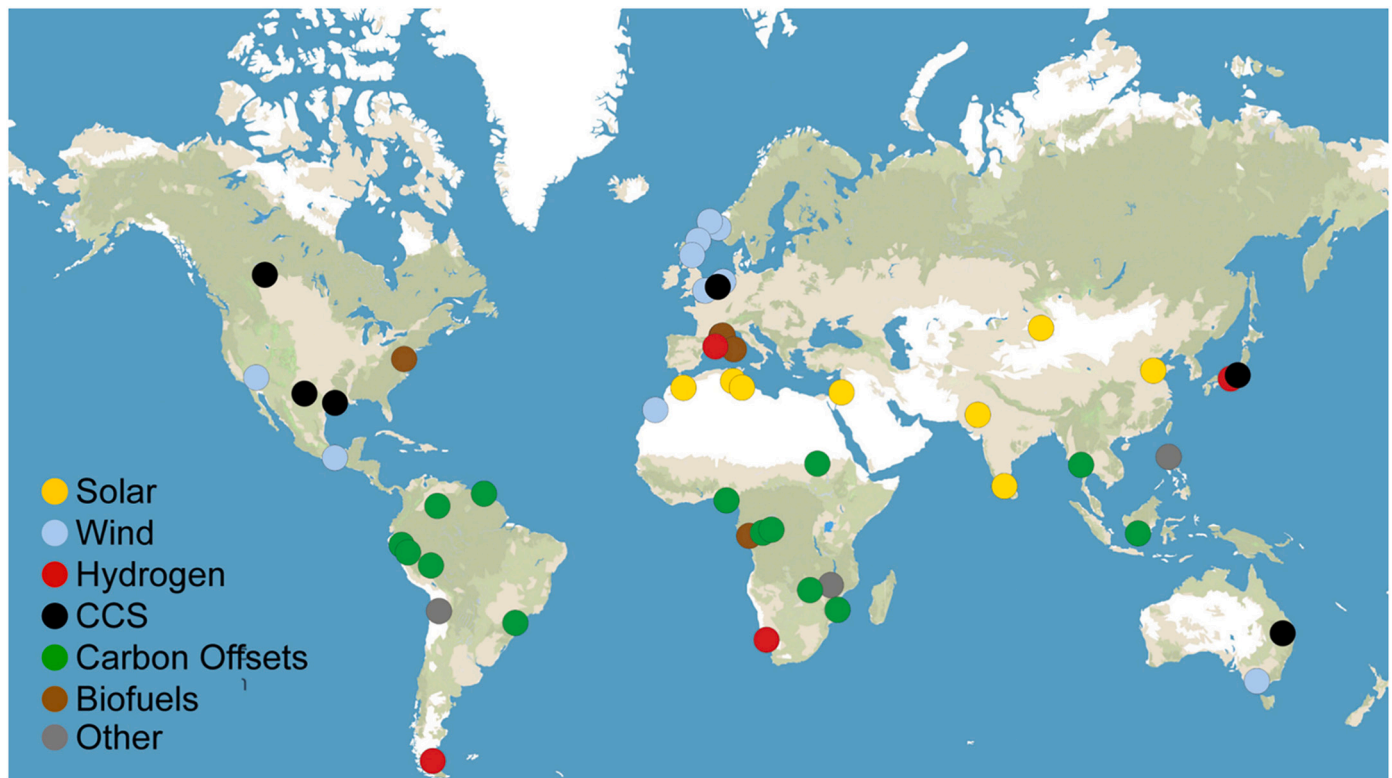 Solar
Wind
Hydrogen
CCS
Carbon Offsets
Biofuels
Other